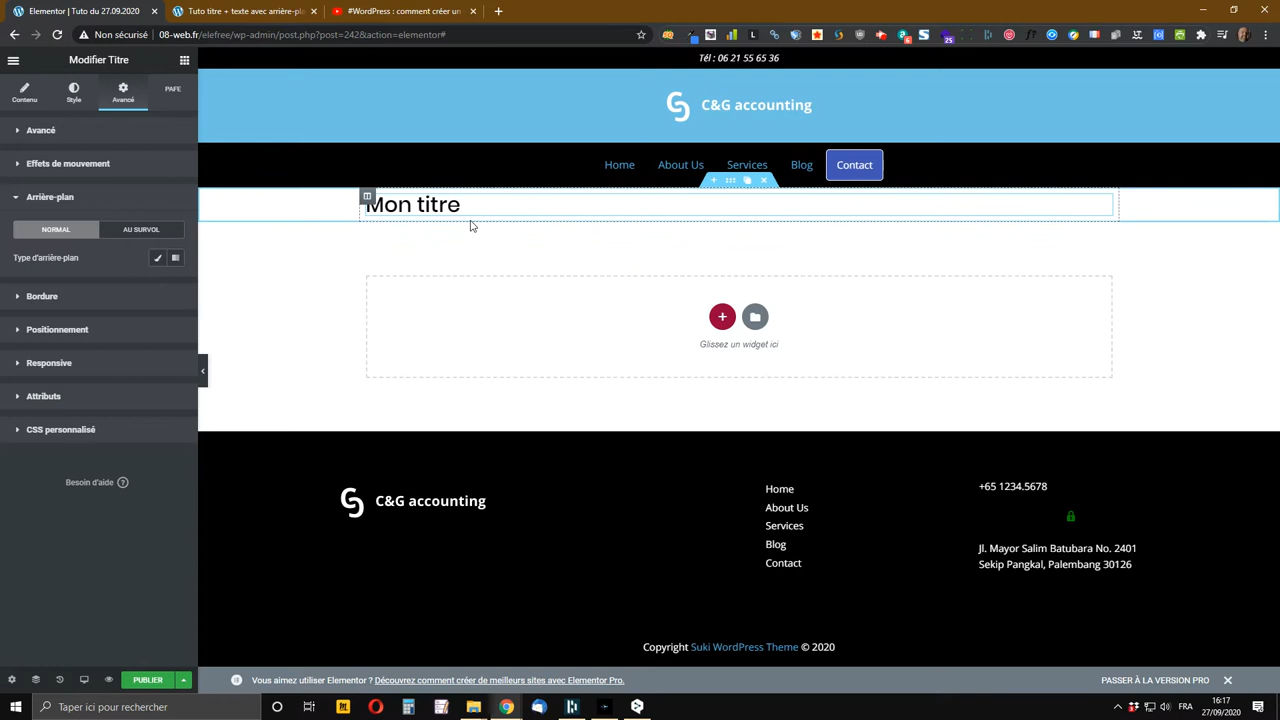 Elementor | Tuto du 27.09.2020
Tuto titre + texte avec arrière-pla
#WordPress : comment créer un
Non sécurisé
08-web.fr/elefree/wp-admin/post.php?post=242&action=elementor#
Modifier Titre
Contenu
Style
Avancé
PAFE
Avancé
Effets de mouvement
Arrière-plan
NORMAL
AU SURVOL
Type d'arrière-plan
Bordure
Positionnement
Responsive
Attributs
CSS personnalisé
Besoin d'aide
PUBLIER
Tél : 06 21 55 65 36
C&G accounting
Home
About Us
Services
Blog
Contact
Mon titre
Glissez un widget ici
C&G accounting
Home
About Us
Services
Blog
Contact
+65 1234.5678
Jl. Mayor Salim Batubara No. 2401
Sekip Pangkal, Palembang 30126
Copyright Suki WordPress Theme © 2020
Vous aimez utiliser Elementor ? Découvrez comment créer de meilleurs sites avec Elementor Pro.
PASSER À LA VERSION PRO
Taper ici pour rechercher
FRA
16:17
27/09/2020